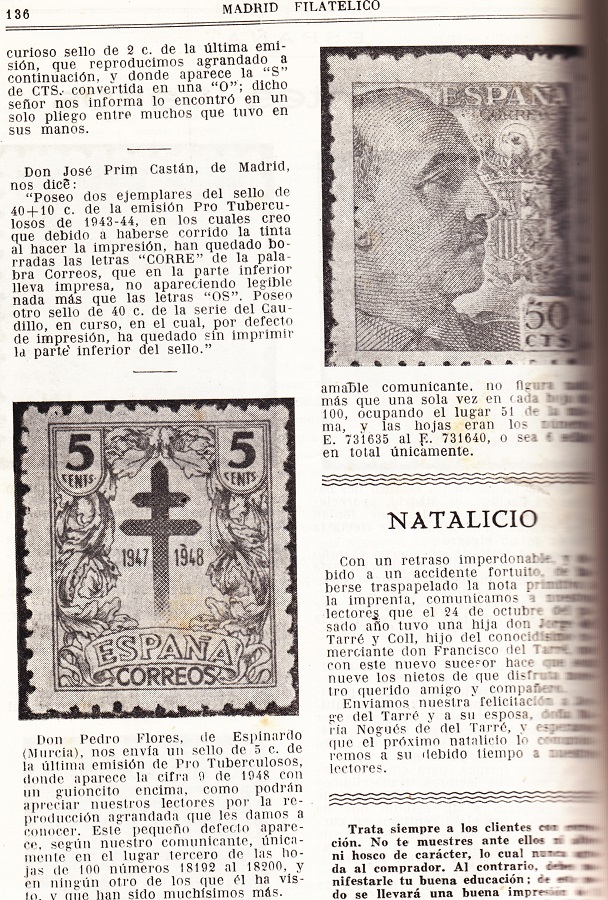 136
MADRID FILATELICO
curioso sello de 2 c. de la última emi-
sión, que reproducimos agrandado a
continuación, y donde aparece la “S”
de CTS. convertida en una “O”; dicho
señor nos informa lo encontró en un
solo pliego entre muchos que tuvo en
sus manos.
Don José Prim Castán, de Madrid,
nos dice:
“Poseo dos ejemplares del sello de
40+10 c. de la emisión Pro Tubercu-
losos de 1943-44, en los cuales creo
que debido a haberse corrido la tinta
al hacer la impresión, han quedado bo-
rradas las letras “CORRE” de la pala-
bra Correos, que en la parte inferior
lleva impresa, no apareciendo legible
nada más que las letras “OS”. Poseo
otro sello de 40 c. de la serie del Cau-
dillo, en curso, en el cual, por defecto
de impresión, ha quedado sin imprimir
la parte inferior del sello.”
5 CENTS
5 CENTS
1947 1948
ESPAÑA
CORREOS
Don Pedro Flores, de Espinardo
(Murcia), nos envía un sello de 5 c. de
la última emisión de Pro Tuberculosos,
donde aparece la cifra 9 de 1948 con
un guioncito encima, como podrán
apreciar nuestros lectores por la re-
producción agrandada que les damos a
conocer. Este pequeño defecto apare-
ce, según nuestro comunicante, única-
mente en el lugar tercero de las ho-
jas de 100 números 18192 al 18200, y
en ningún otro de los que él ha vis-
to, y que han sido muchísimos más.
ESPAÑA
CORREOS
50
CTS
amable comunicante, no figura
más que una sola vez en cada
100, ocupando el lugar 51 de la
ma, y las hojas, eran los
E. 731635 al E. 731640, o sea 6
en total únicamente.
NATALICIO
Con un retraso imperdonable,
bido a un accidente fortuito, de
berse traspapelado la nota
la imprenta, comunicamos a
lectores que el 24 de octubre
sado año tuvo una hija don Jorge
Tarré y Coll, hijo del conocidísimo
merciante don Francisco del Tarré,
con este nuevo sucesor hace que
nueve los nietos de que disfruta
tro querido amigo y compañero.
Enviamos nuestra felicitación a
ge del Tarré y a su esposa, doña
ría Nogués de del Tarré, y
que el próximo natalicio lo
remos a su debido tiempo a
lectores.
Trata siempre a los clientes con
ción. No te muestres ante ellos ni
ni hosco de carácter, lo cual nunca
da al comprador. Al contrario, debes
nifestarle tu buena educación; de
do se llevará una buena impresión